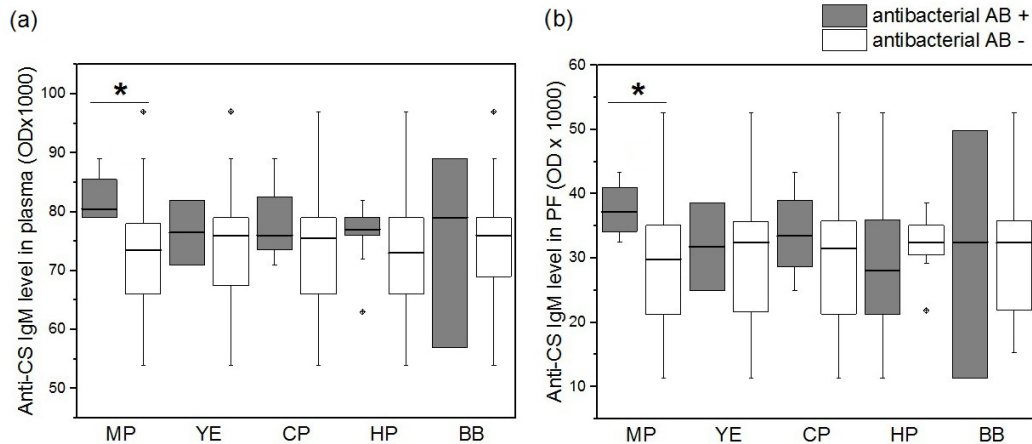 (a)
(b)
antibacterial AB +
antibacterial AB -
Anti-CS IgM level in plasma (ODx1000)
100
90
80
70
60
50
*
MP YE CP HP BB
Anti-CS IgM level in PF (OD x 1000)
60
50
40
30
20
10
*
MP YE CP HP BB